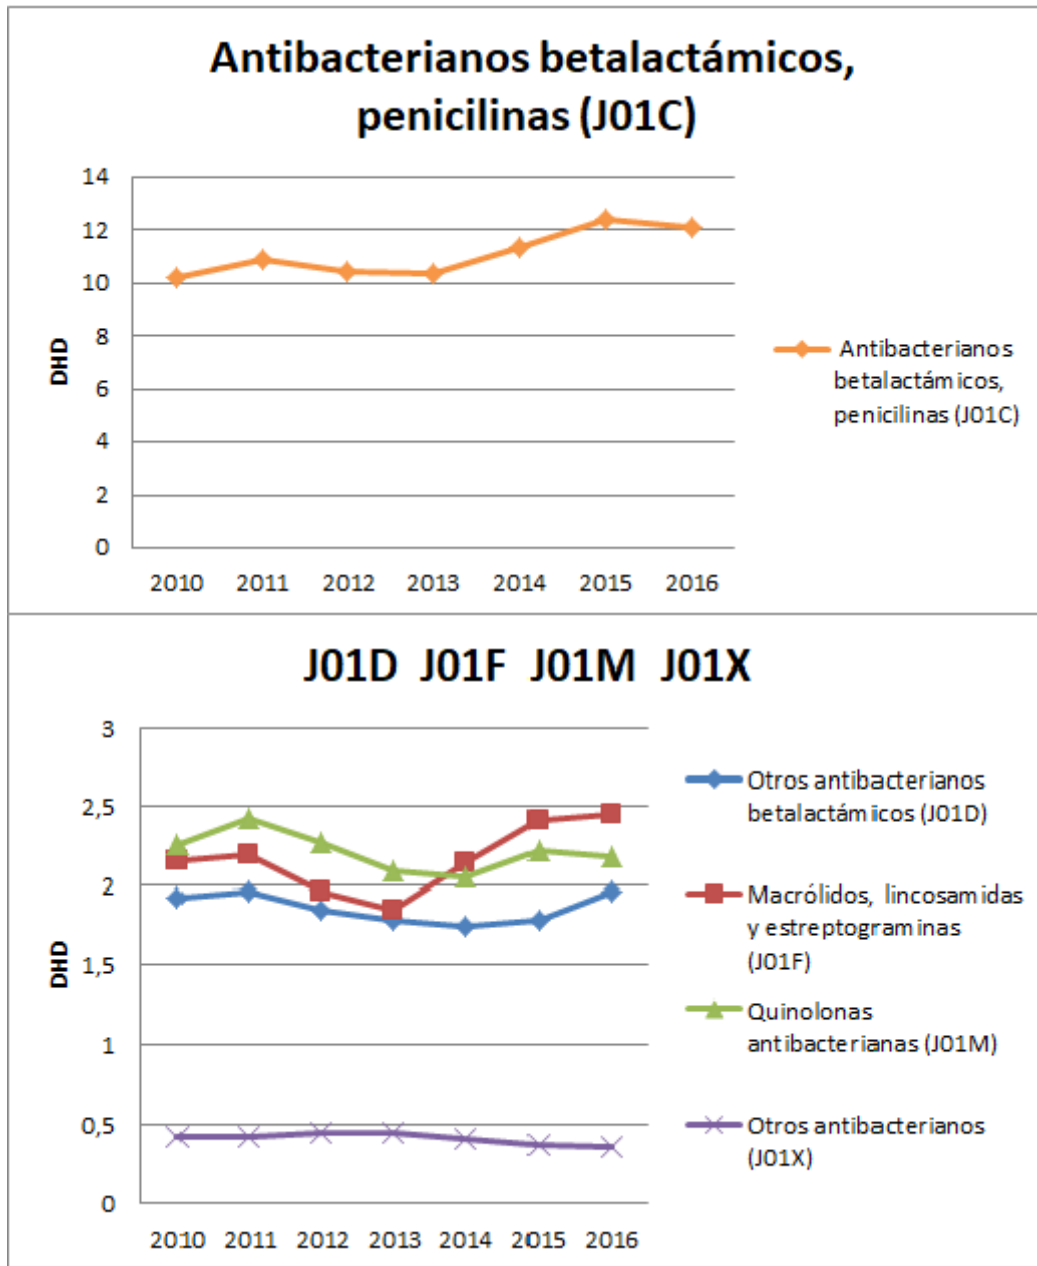 Antibacterianos betalactámicos,
penicilinas (J01C)
14
12
10
8
6
4
2
0
DHD
2010 2011 2012 2013 2014 2015 2016
Antibacterianos
betalactámicos,
penicilinas (J01C)
J01D J01F J01M J01X
3
2,5
2
1,5
1
0,5
0
DHD
2010 2011 2012 2013 2014 2015 2016
Otros antibacterianos
betalactámicos (J01D)
Macrólidos, lincosamidas
y estreptograminas
(J01F)
Quinolonas
antibacterianas (J01M)
Otros antibacterianos
(J01X)